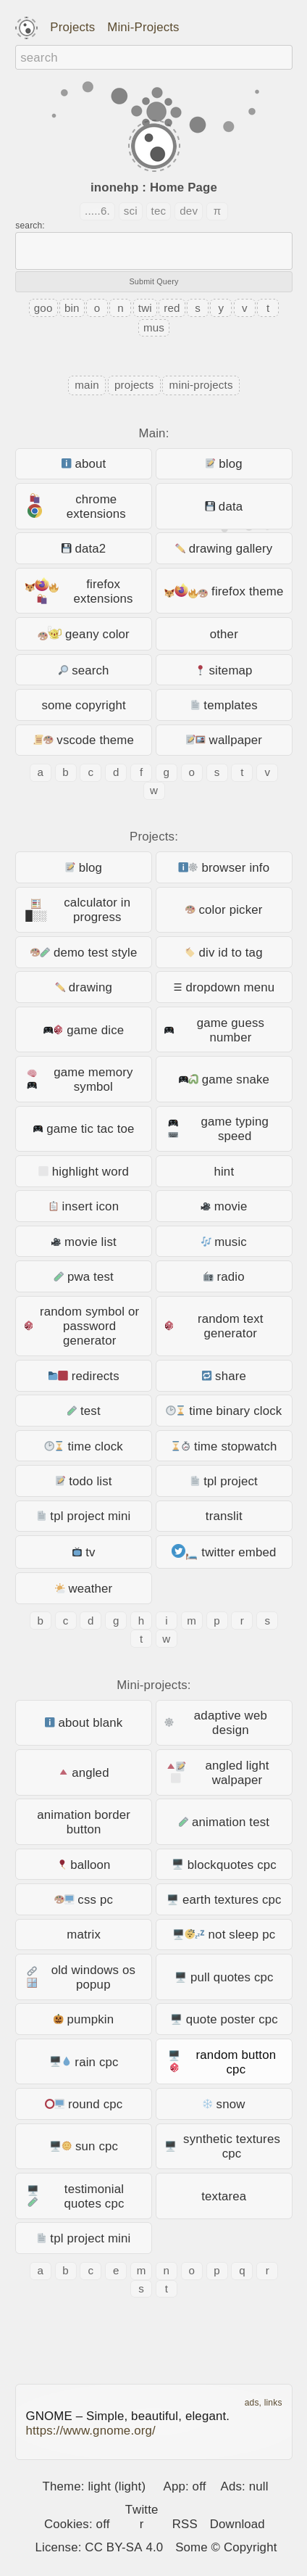 Projects Mini-Projects
search
inonehp : Home Page
.....6. sci tec dev π
search:
Submit Query
goo bin o n twi red s y v t
mus
main projects mini-projects
Main:
about blog
chrome extensions data
data2 drawing gallery
firefox extensions firefox theme
geany color other
search sitemap
some copyright templates
vscode theme wallpaper
a b c d f g o s t v
w
Projects:
blog browser info
calculator in progress color picker
demo test style div id to tag
drawing ☰ dropdown menu
game dice game guess number
game memory symbol game snake
game tic tac toe game typing speed
highlight word hint
insert icon movie
movie list music
pwa test radio
random symbol or password generator random text generator
redirects share
test time binary clock
time clock time stopwatch
todo list tpl project
tpl project mini translit
tv twitter embed
weather
b c d g h i m p r s
t w
Mini-projects:
about blank adaptive web design
angled angled light walpaper
animation border button animation test
balloon blockquotes cpc
css pc earth textures cpc
matrix not sleep pc
old windows os popup pull quotes cpc
pumpkin quote poster cpc
rain cpc random button cpc
round cpc snow
sun cpc synthetic textures cpc
testimonial quotes cpc textarea
tpl project mini
a b c e m n o p q r
s t
ads, links
GNOME – Simple, beautiful, elegant.
https://www.gnome.org/
Theme: light (light) App: off Ads: null
Cookies: off Twitter RSS Download
License: CC BY-SA 4.0 Some © Copyright